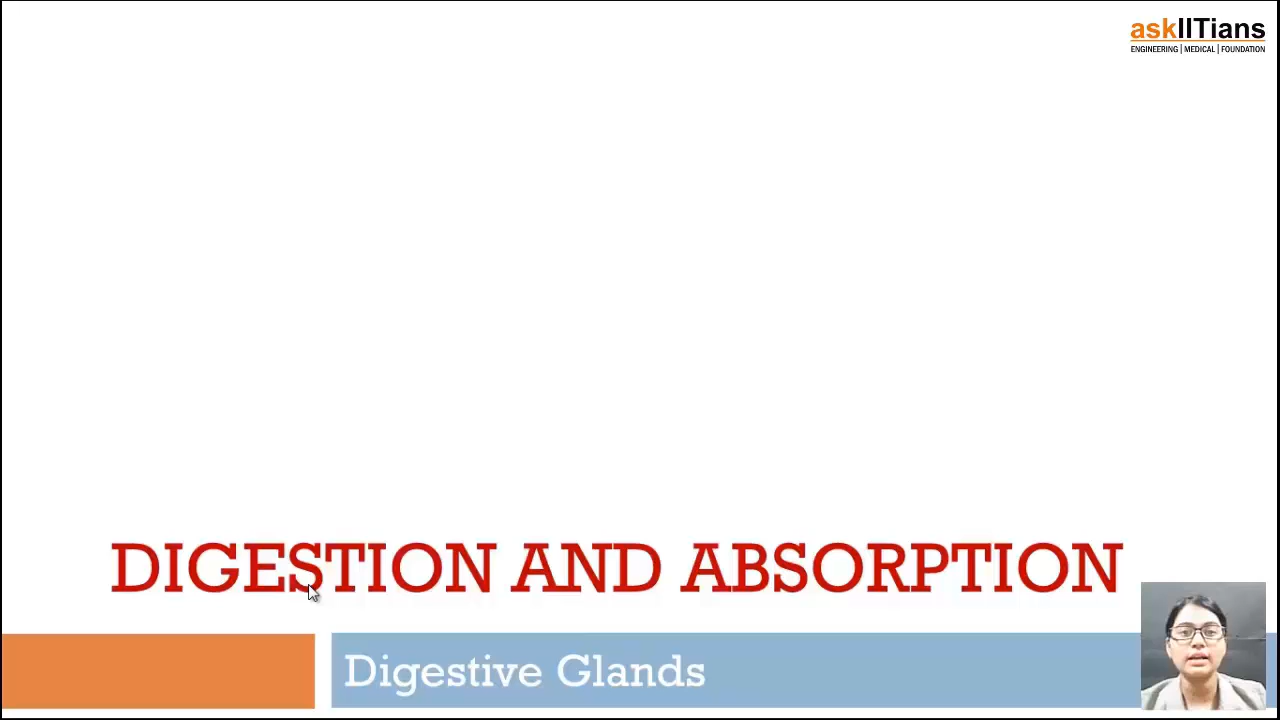 askIITians
ENGINEERING | MEDICAL | FOUNDATION
DIGESTION AND ABSORPTION
Digestive Glands